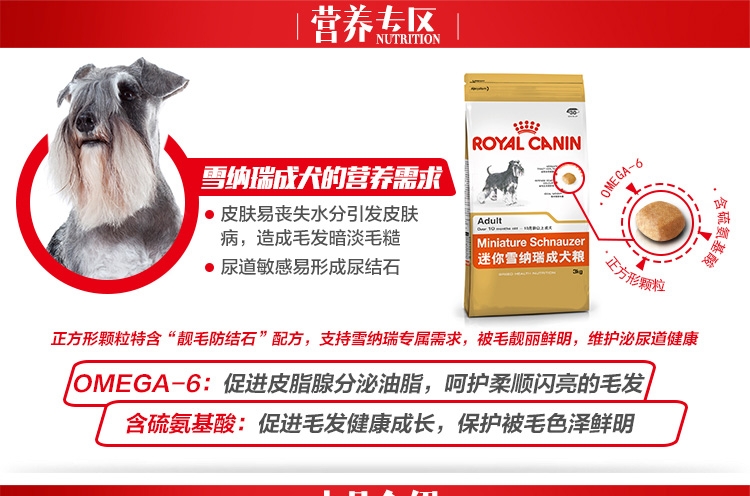 营养专区
NUTRITION
雪纳瑞成犬的营养需求
● 皮肤易丧失水分引发皮肤
病，造成毛发暗淡毛糙
● 尿道敏感易形成尿结石
ROYAL CANIN
Adult
Over 10 months old
Miniature Schnauzer
迷你雪纳瑞成犬粮
3kg
OMEGA-6
含硫氨基酸
正方形颗粒
正方形颗粒特含“靓毛防结石”配方，支持雪纳瑞专属需求，被毛靓丽鲜明，维护泌尿道健康
OMEGA-6：促进皮脂腺分泌油脂，呵护柔顺闪亮的毛发
含硫氨基酸：促进毛发健康成长，保护被毛色泽鲜明